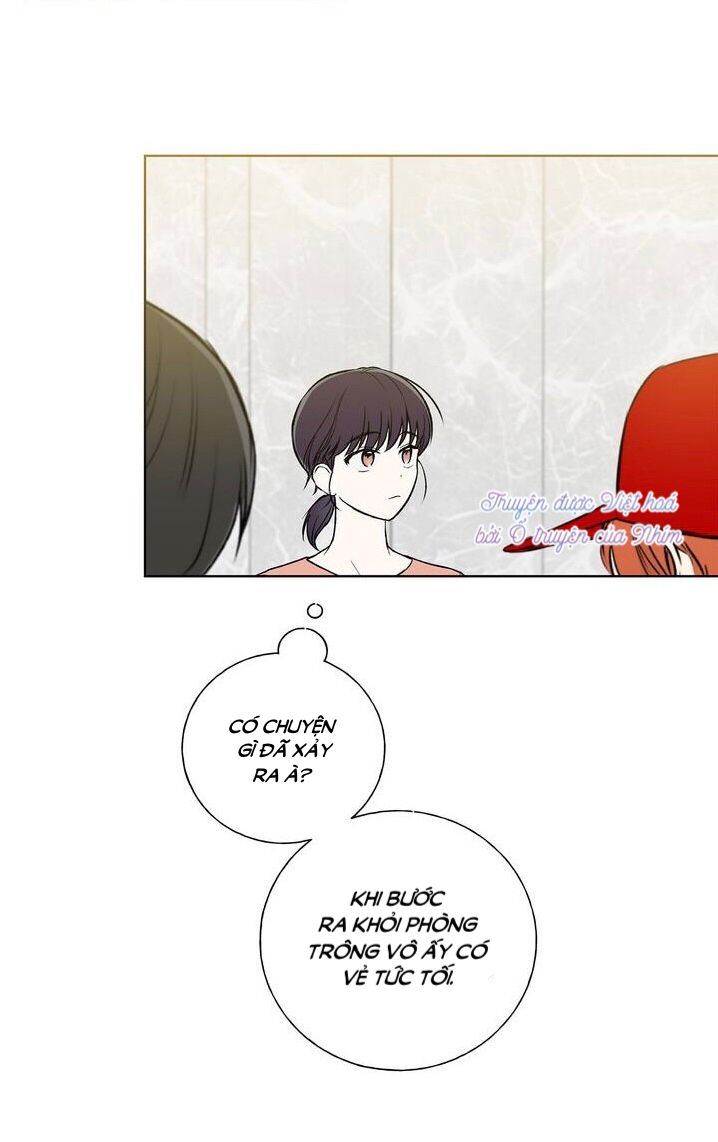 Truyện được Việt hoá
bởi Ổ truyện của Nhím
CÓ CHUYỆN
GÌ ĐÃ XẢY
RA À?
KHI BƯỚC
RA KHỎI PHÒNG
TRÔNG VÔ ẤY CÓ
VẺ TỨC TỐI.